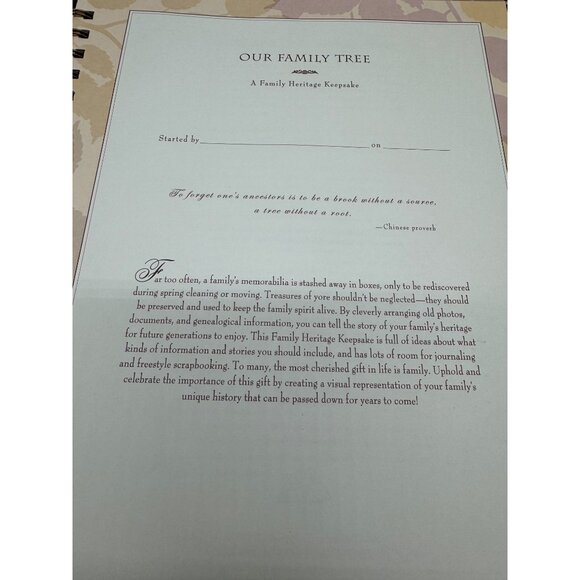 OUR FAMILY TREE
A Family Heritage Keepsake
Started by on
To forget one's ancestors is to be a brook without a source,
a tree without a root.
—Chinese proverb
Far too often, a family's memorabilia is stashed away in boxes, only to be rediscovered
during spring cleaning or moving. Treasures of yore shouldn't be neglected—they should
be preserved and used to keep the family spirit alive. By cleverly arranging old photos,
documents, and genealogical information, you can tell the story of your family's heritage
for future generations to enjoy. This Family Heritage Keepsake is full of ideas about what
kinds of information and stories you should include, and has lots of room for journaling
and freestyle scrapbooking. To many, the most cherished gift in life is family. Uphold and
celebrate the importance of this gift by creating a visual representation of your family's
unique history that can be passed down for years to come!